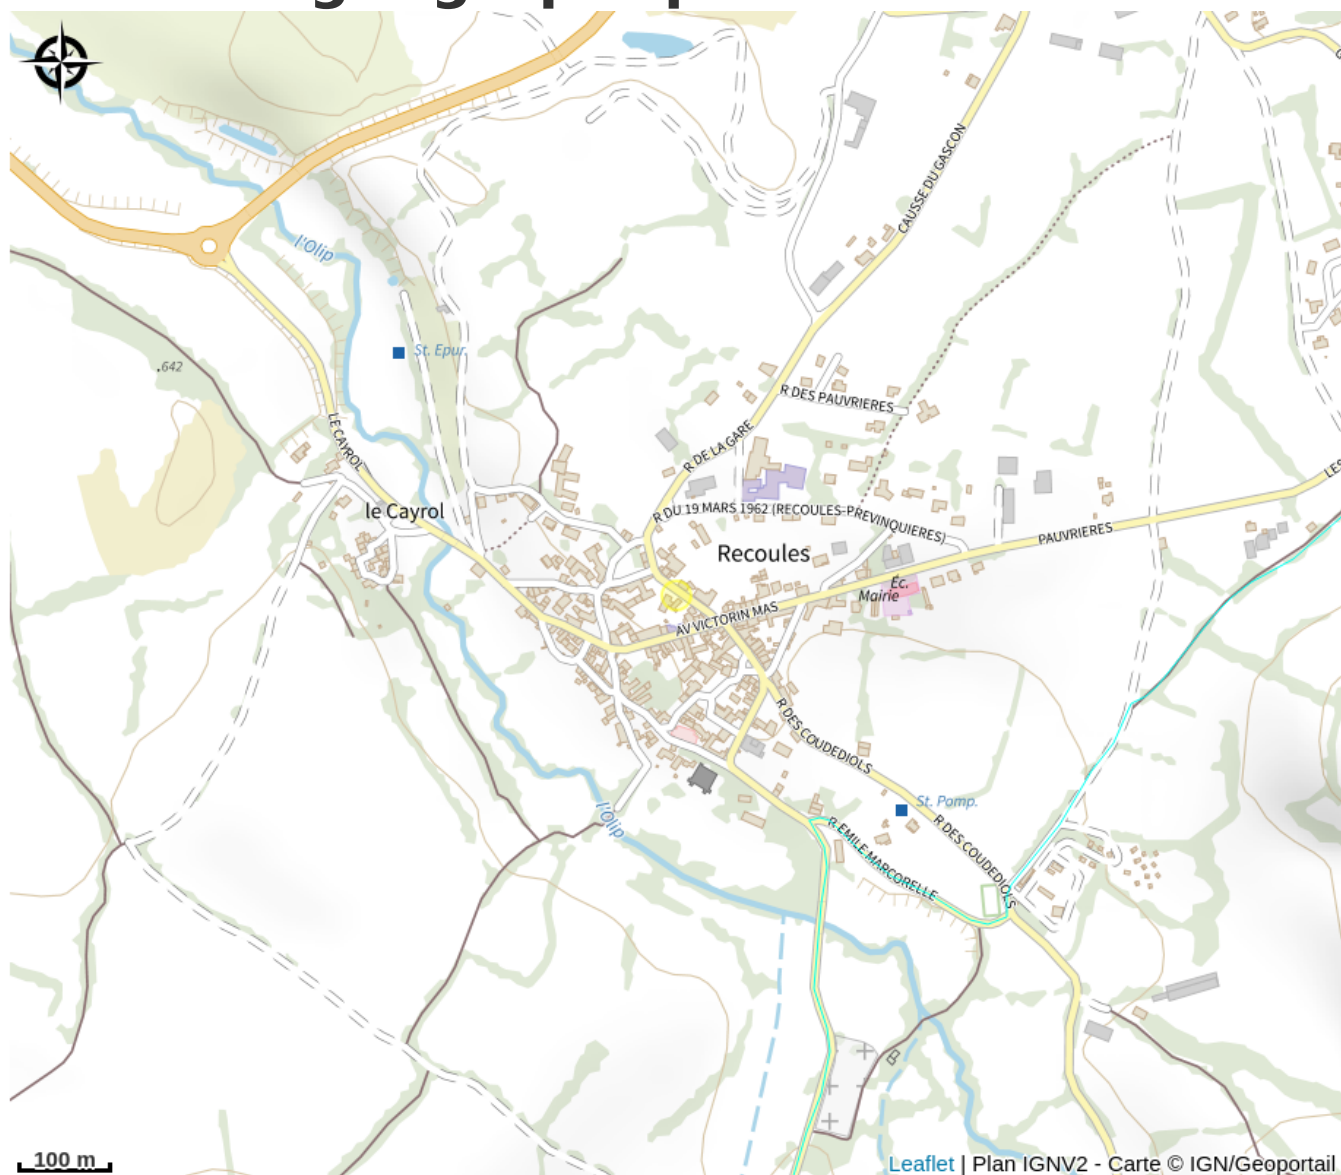 l'Olip
CAUSSE DU GASCON
St. Epur.
.642
R DES PAUVRIERES
LE CAYROL
R DE LA GARE
le Cayrol
R DU 19 MARS 1962 (RECOULES-PREVINQUIERES)
PAUVRIERES
LES
Recoules
Éc.
Mairie
AV VICTORIN MAS
R DES COUDEDIOLS
l'Olip
St. Pomp.
R EMILE MARCORELLE
R DES COUDEDIOLS
100 m
Leaflet | Plan IGNV2 - Carte © IGN/Geoportail